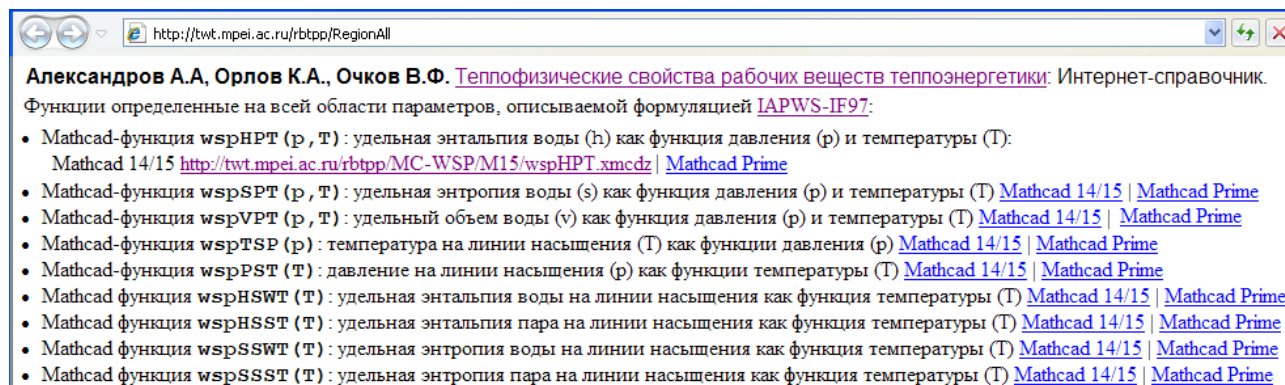 http://twt.mpei.ac.ru/rbtpp/RegionAll
Александров А.А, Орлов К.А., Очков В.Ф. Теплофизические свойства рабочих веществ теплоэнергетики: Интернет-справочник.
Функции определенные на всей области параметров, описываемой формуляцией IAPWS-IF97:
• Mathcad-функция wspHPT(p,T): удельная энтальпия воды (h) как функция давления (p) и температуры (T):
Mathcad 14/15 http://twt.mpei.ac.ru/rbtpp/MC-WSP/M15/wspHPT.xmcdz | Mathcad Prime
• Mathcad-функция wspSPT(p,T): удельная энтропия воды (s) как функция давления (p) и температуры (T) Mathcad 14/15 | Mathcad Prime
• Mathcad-функция wspVPT(p,T): удельный объем воды (v) как функция давления (p) и температуры (T) Mathcad 14/15 | Mathcad Prime
• Mathcad-функция wspTSP(p): температура на линии насыщения (T) как функции давления (p) Mathcad 14/15 | Mathcad Prime
• Mathcad-функция wspPST(T): давление на линии насыщения (p) как функции температуры (T) Mathcad 14/15 | Mathcad Prime
• Mathcad функция wspHSWT(T): удельная энтальпия воды на линии насыщения как функция температуры (T) Mathcad 14/15 | Mathcad Prime
• Mathcad функция wspHSST(T): удельная энтальпия пара на линии насыщения как функция температуры (T) Mathcad 14/15 | Mathcad Prime
• Mathcad функция wspSSWT(T): удельная энтропия воды на линии насыщения как функция температуры (T) Mathcad 14/15 | Mathcad Prime
• Mathcad функция wspSSST(T): удельная энтропия пара на линии насыщения как функция температуры (T) Mathcad 14/15 | Mathcad Prime